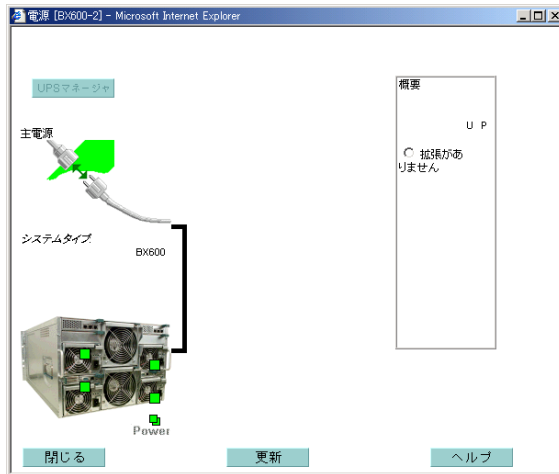 電源 [BX600-2] - Microsoft Internet Explorer
UPSマネージャ
概要
U P
主電源
拡張があ
りません
システムタイプ:
BX600
Power
閉じる
更新
ヘルプ